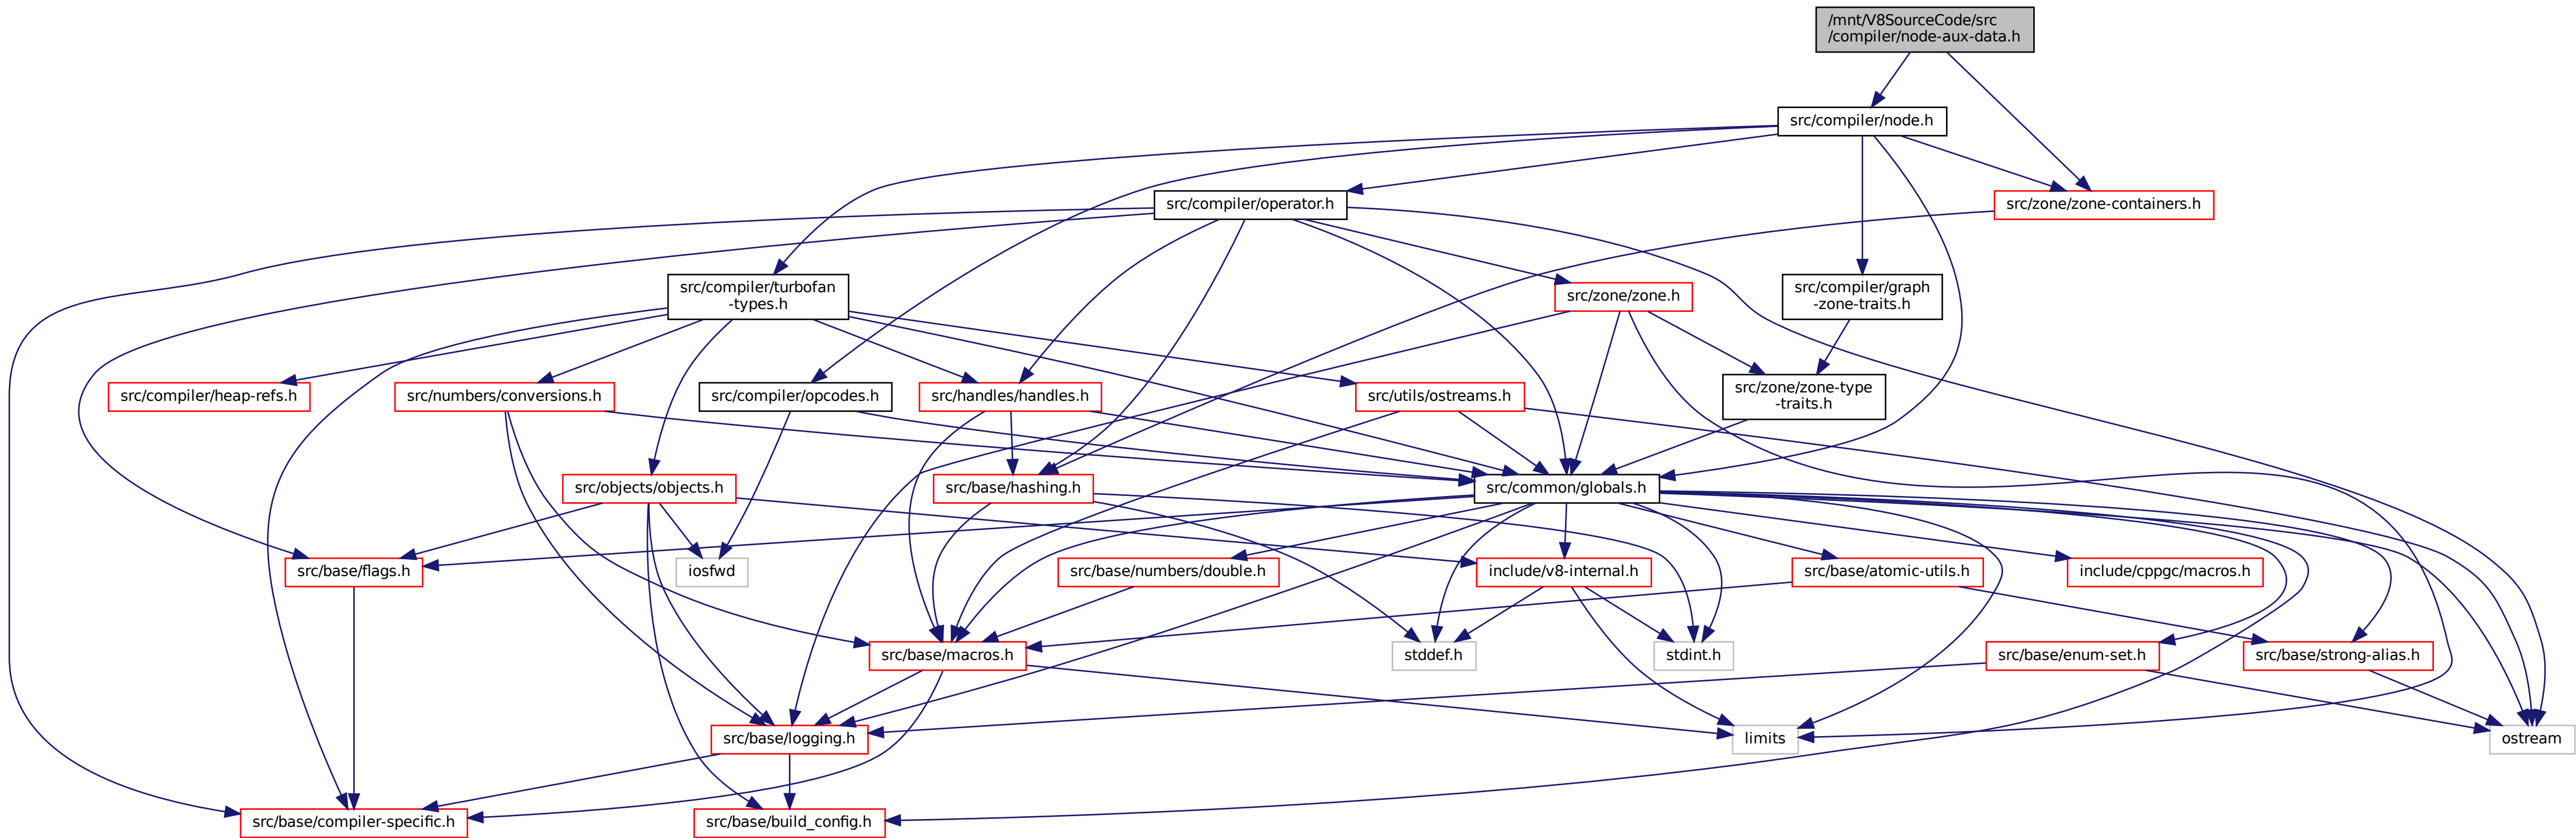 /mnt/V8SourceCode/src
/compiler/node-aux-data.h
src/compiler/node.h
src/compiler/operator.h
src/zone/zone-containers.h
src/compiler/turbofan
-types.h
src/zone/zone.h
src/compiler/graph
-zone-traits.h
src/compiler/heap-refs.h
src/numbers/conversions.h
src/compiler/opcodes.h
src/handles/handles.h
src/utils/ostreams.h
src/zone/zone-type
-traits.h
src/objects/objects.h
src/base/hashing.h
src/common/globals.h
src/base/flags.h
iosfwd
src/base/numbers/double.h
include/v8-internal.h
src/base/atomic-utils.h
include/cppgc/macros.h
src/base/macros.h
stddef.h
stdint.h
src/base/enum-set.h
src/base/strong-alias.h
src/base/logging.h
limits
ostream
src/base/compiler-specific.h
src/base/build_config.h